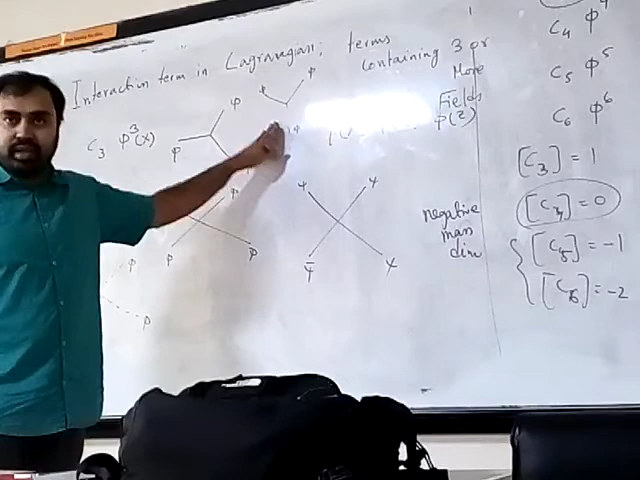 Interaction term in Lagrangian; terms
containing 3 or
More
Fields
φ(2)
C3 φ³(x)
φ
φ
φ
φ
φ
φ
ψ
ψ
ψ̄
negative
mass
dim
C4 φ⁴
C5 φ⁵
C6 φ⁶
[C3] = 1
[C4] = 0
[C5] = -1
[C6] = -2